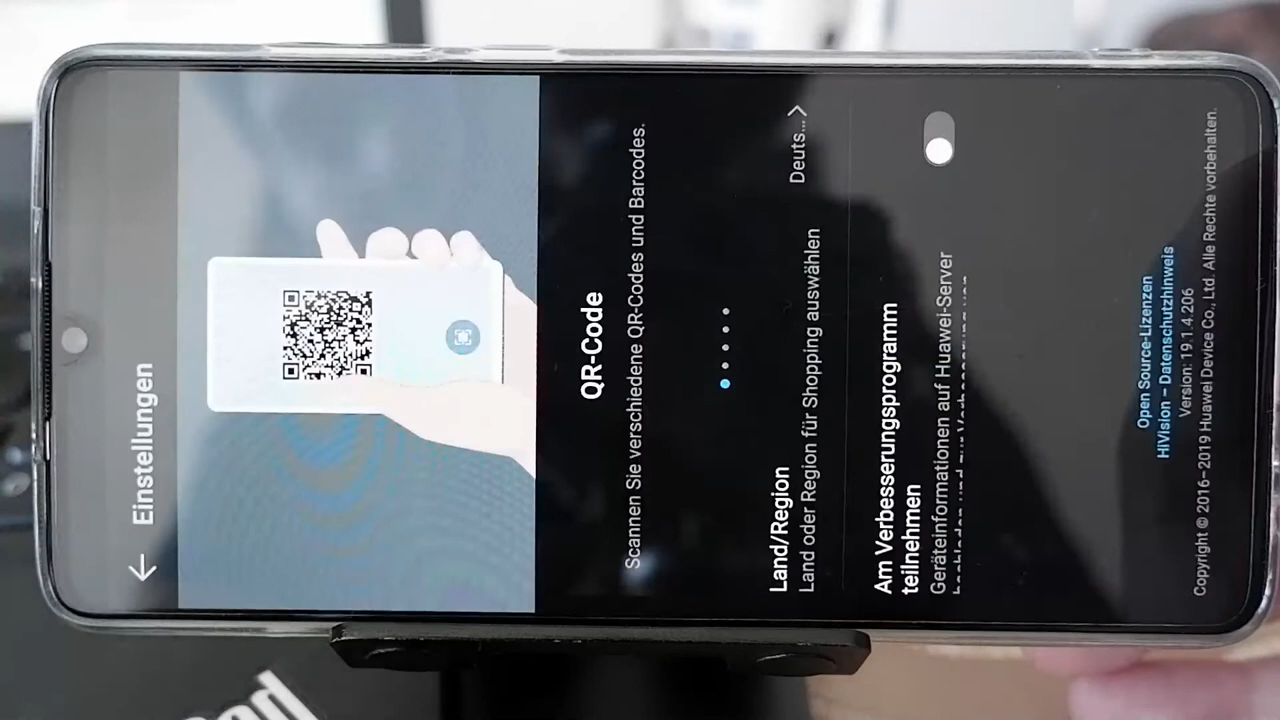 Einstellungen
QR-Code
Scannen Sie verschiedene QR-Codes und Barcodes.
Land/Region
Land oder Region für Shopping auswählen
Deuts...
Am Verbesserungsprogramm
teilnehmen
Geräteinformationen auf Huawei-Server
Open Source-Lizenzen
HiVision – Datenschutzhinweis
Version: 19.1.4.206
Copyright © 2016–2019 Huawei Device Co., Ltd. Alle Rechte vorbehalten.